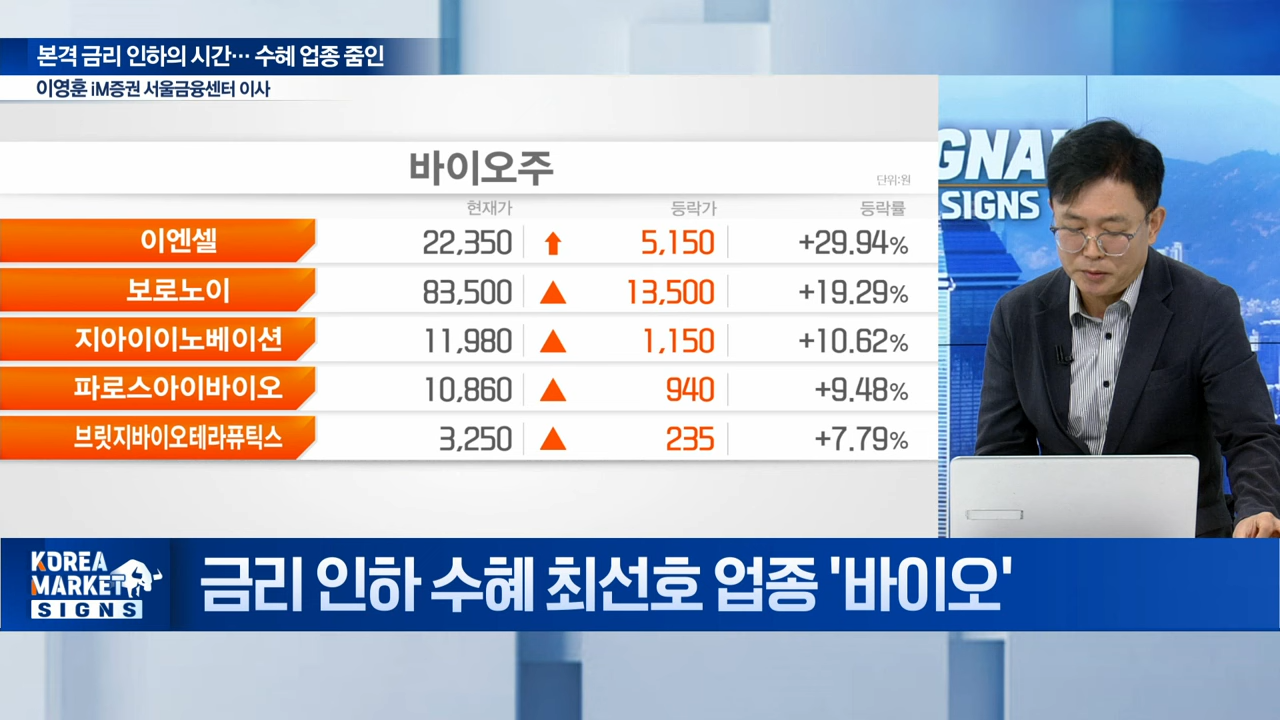 본격 금리 인하의 시간… 수혜 업종 줌인
이영훈 iM증권 서울금융센터 이사
바이오주
단위:원
현재가 등락가 등락률
이엔셀 22,350 ⬆ 5,150 +29.94%
보로노이 83,500 ▲ 13,500 +19.29%
지아이이노베이션 11,980 ▲ 1,150 +10.62%
파로스아이바이오 10,860 ▲ 940 +9.48%
브릿지바이오테라퓨틱스 3,250 ▲ 235 +7.79%
SIGNS
KOREA
MARKET
SIGNS
금리 인하 수혜 최선호 업종 '바이오'